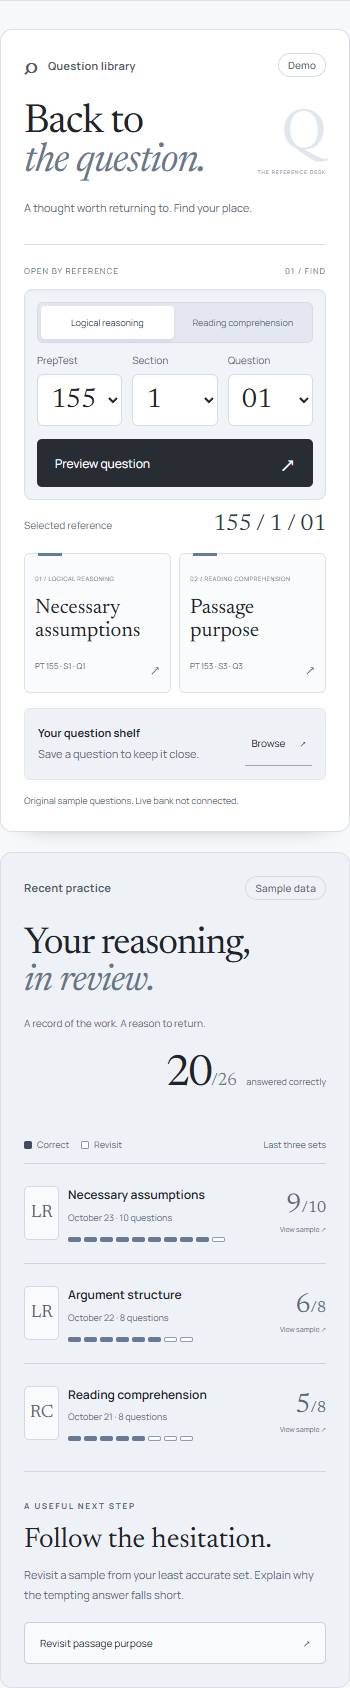 Question library
Demo
Back to
the question.
Q
THE REFERENCE DESK
A thought worth returning to. Find your place.
OPEN BY REFERENCE
01 / FIND
Logical reasoning
Reading comprehension
PrepTest
Section
Question
155
1
01
Preview question ↗
Selected reference
155 / 1 / 01
01 / LOGICAL REASONING
Necessary
assumptions
PT 155 · S1 · Q1 ↗
02 / READING COMPREHENSION
Passage
purpose
PT 153 · S3 · Q3 ↗
Your question shelf
Save a question to keep it close.
Browse ↗
Original sample questions. Live bank not connected.
Recent practice
Sample data
Your reasoning,
in review.
A record of the work. A reason to return.
20/26 answered correctly
Correct
Revisit
Last three sets
LR
Necessary assumptions
October 23 · 10 questions
9/10
View sample ↗
LR
Argument structure
October 22 · 8 questions
6/8
View sample ↗
RC
Reading comprehension
October 21 · 8 questions
5/8
View sample ↗
A USEFUL NEXT STEP
Follow the hesitation.
Revisit a sample from your least accurate set. Explain why
the tempting answer falls short.
Revisit passage purpose ↗